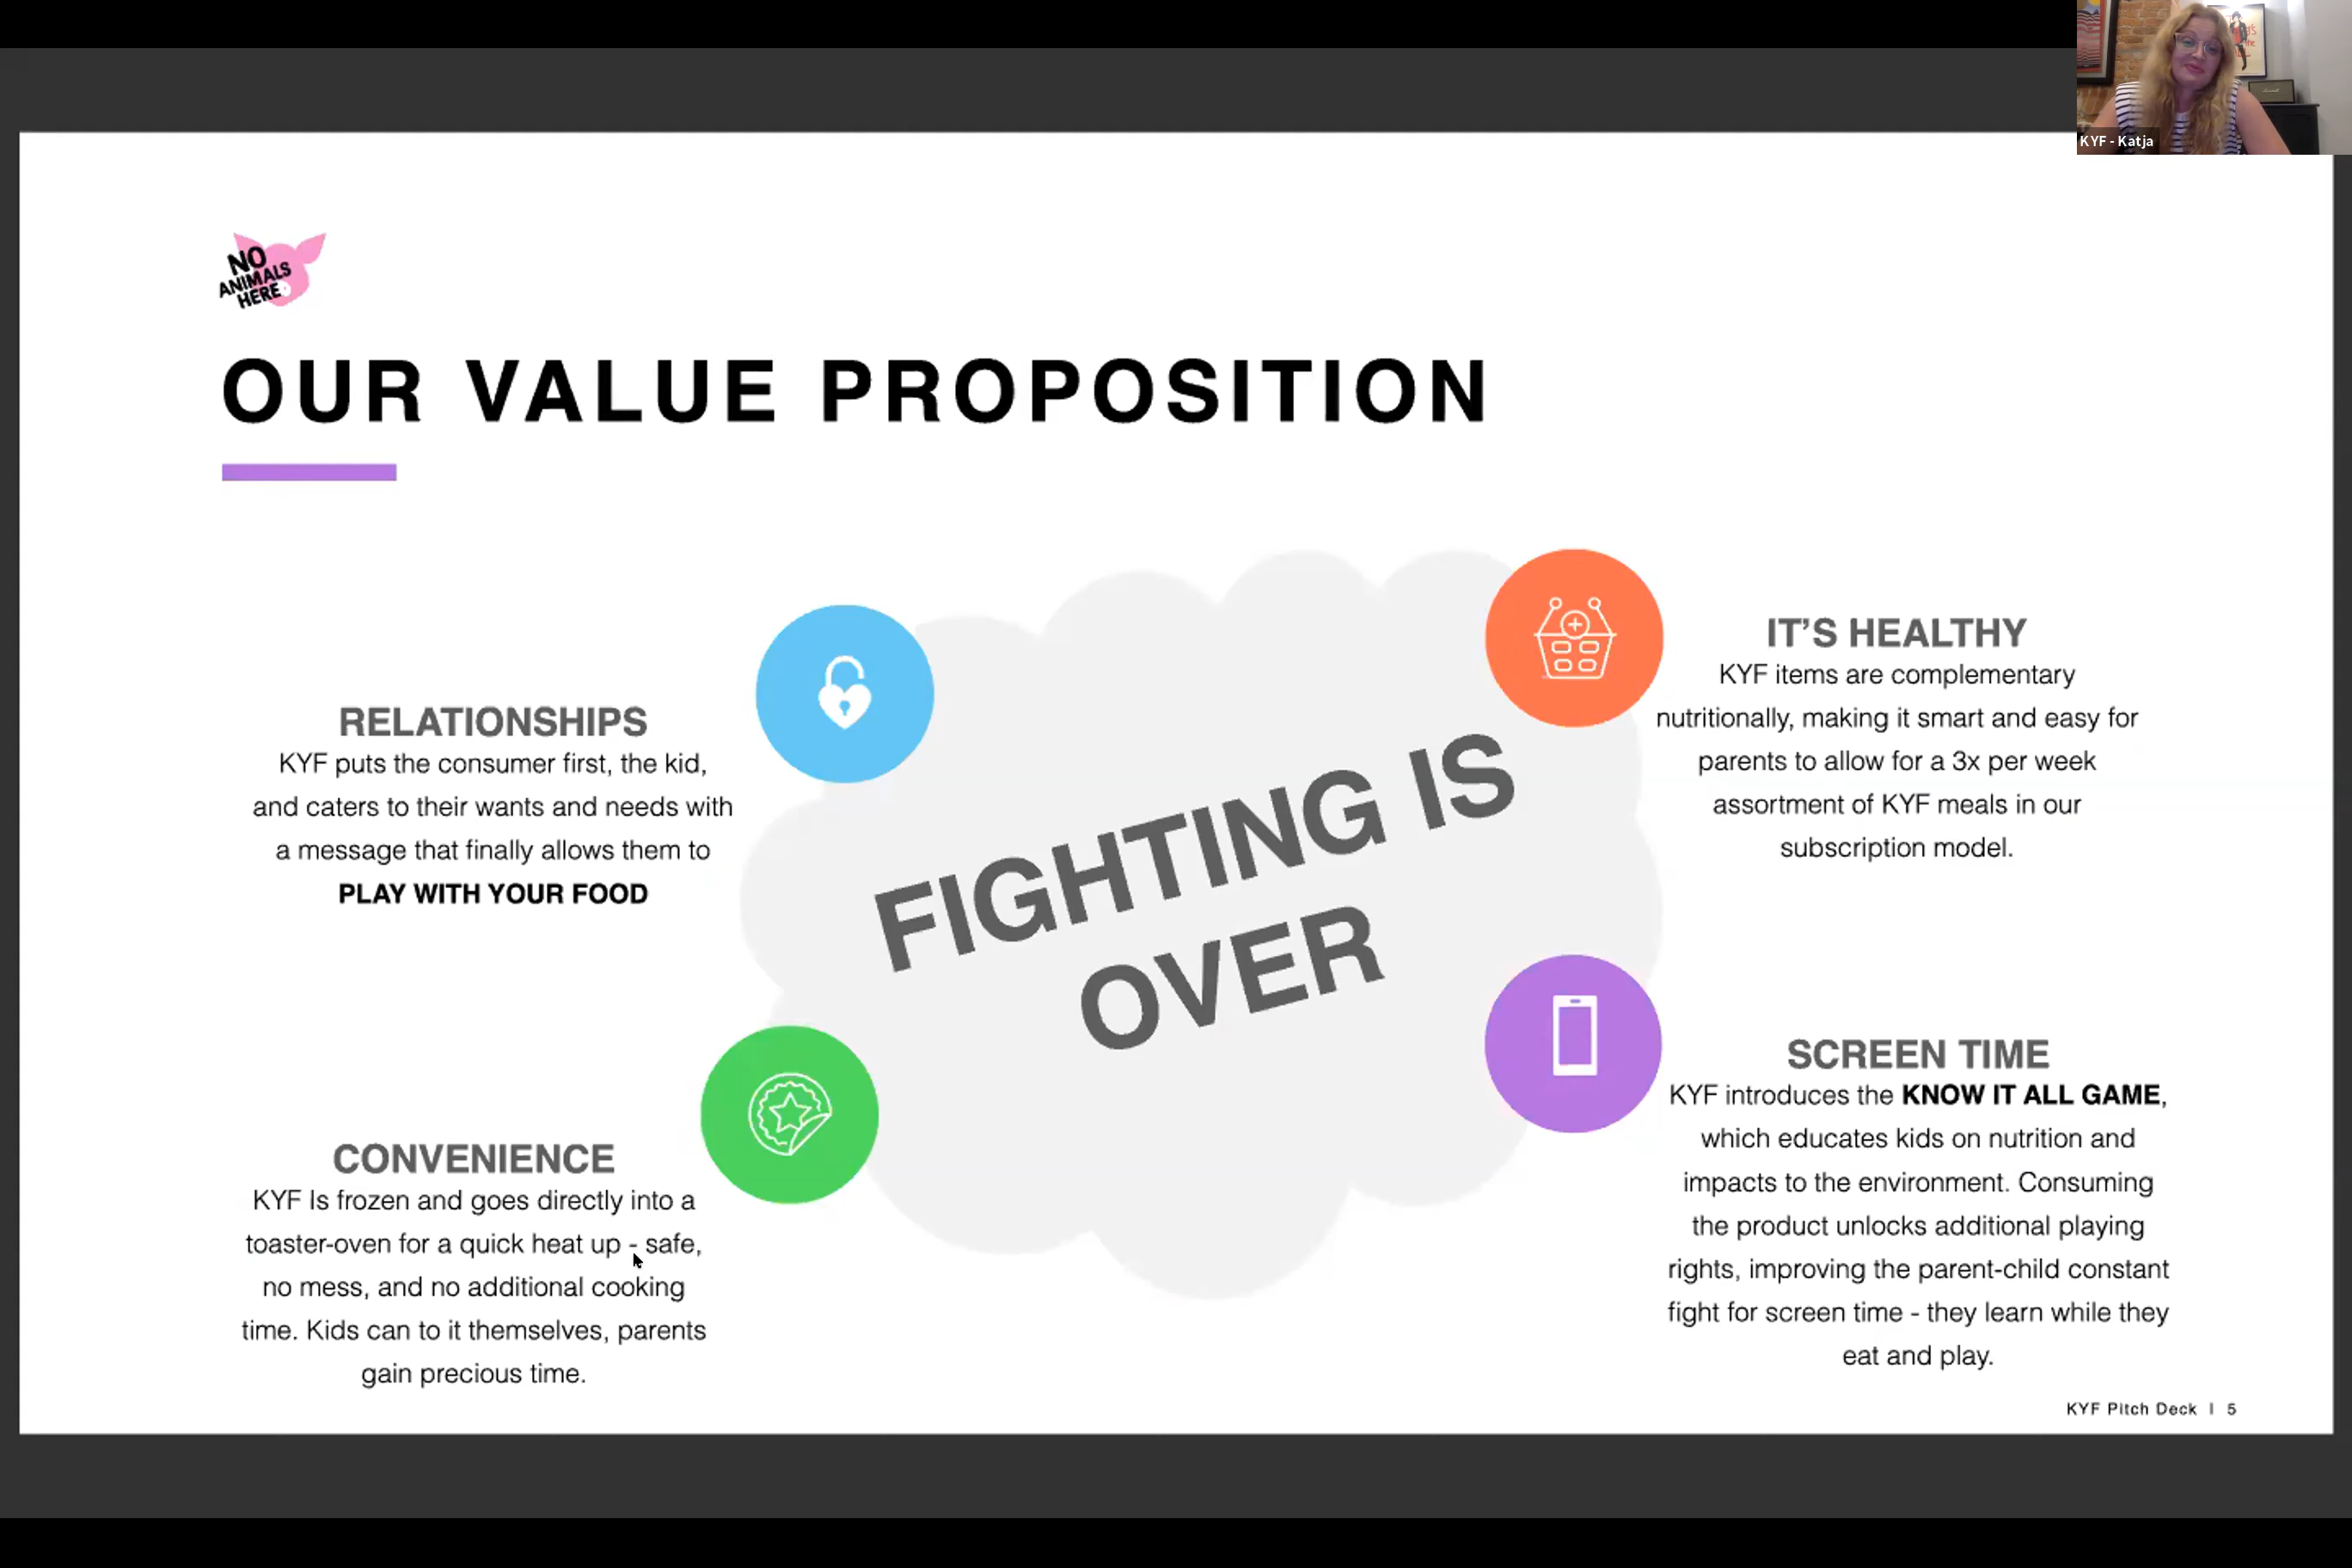 KYF - Katja
NO
ANIMALS
HERE
OUR VALUE PROPOSITION
RELATIONSHIPS
KYF puts the consumer first, the kid,
and caters to their wants and needs with
a message that finally allows them to
PLAY WITH YOUR FOOD
CONVENIENCE
KYF Is frozen and goes directly into a
toaster-oven for a quick heat up - safe,
no mess, and no additional cooking
time. Kids can to it themselves, parents
gain precious time.
FIGHTING IS
OVER
IT'S HEALTHY
KYF items are complementary
nutritionally, making it smart and easy for
parents to allow for a 3x per week
assortment of KYF meals in our
subscription model.
SCREEN TIME
KYF introduces the KNOW IT ALL GAME,
which educates kids on nutrition and
impacts to the environment. Consuming
the product unlocks additional playing
rights, improving the parent-child constant
fight for screen time - they learn while they
eat and play.
KYF Pitch Deck | 5